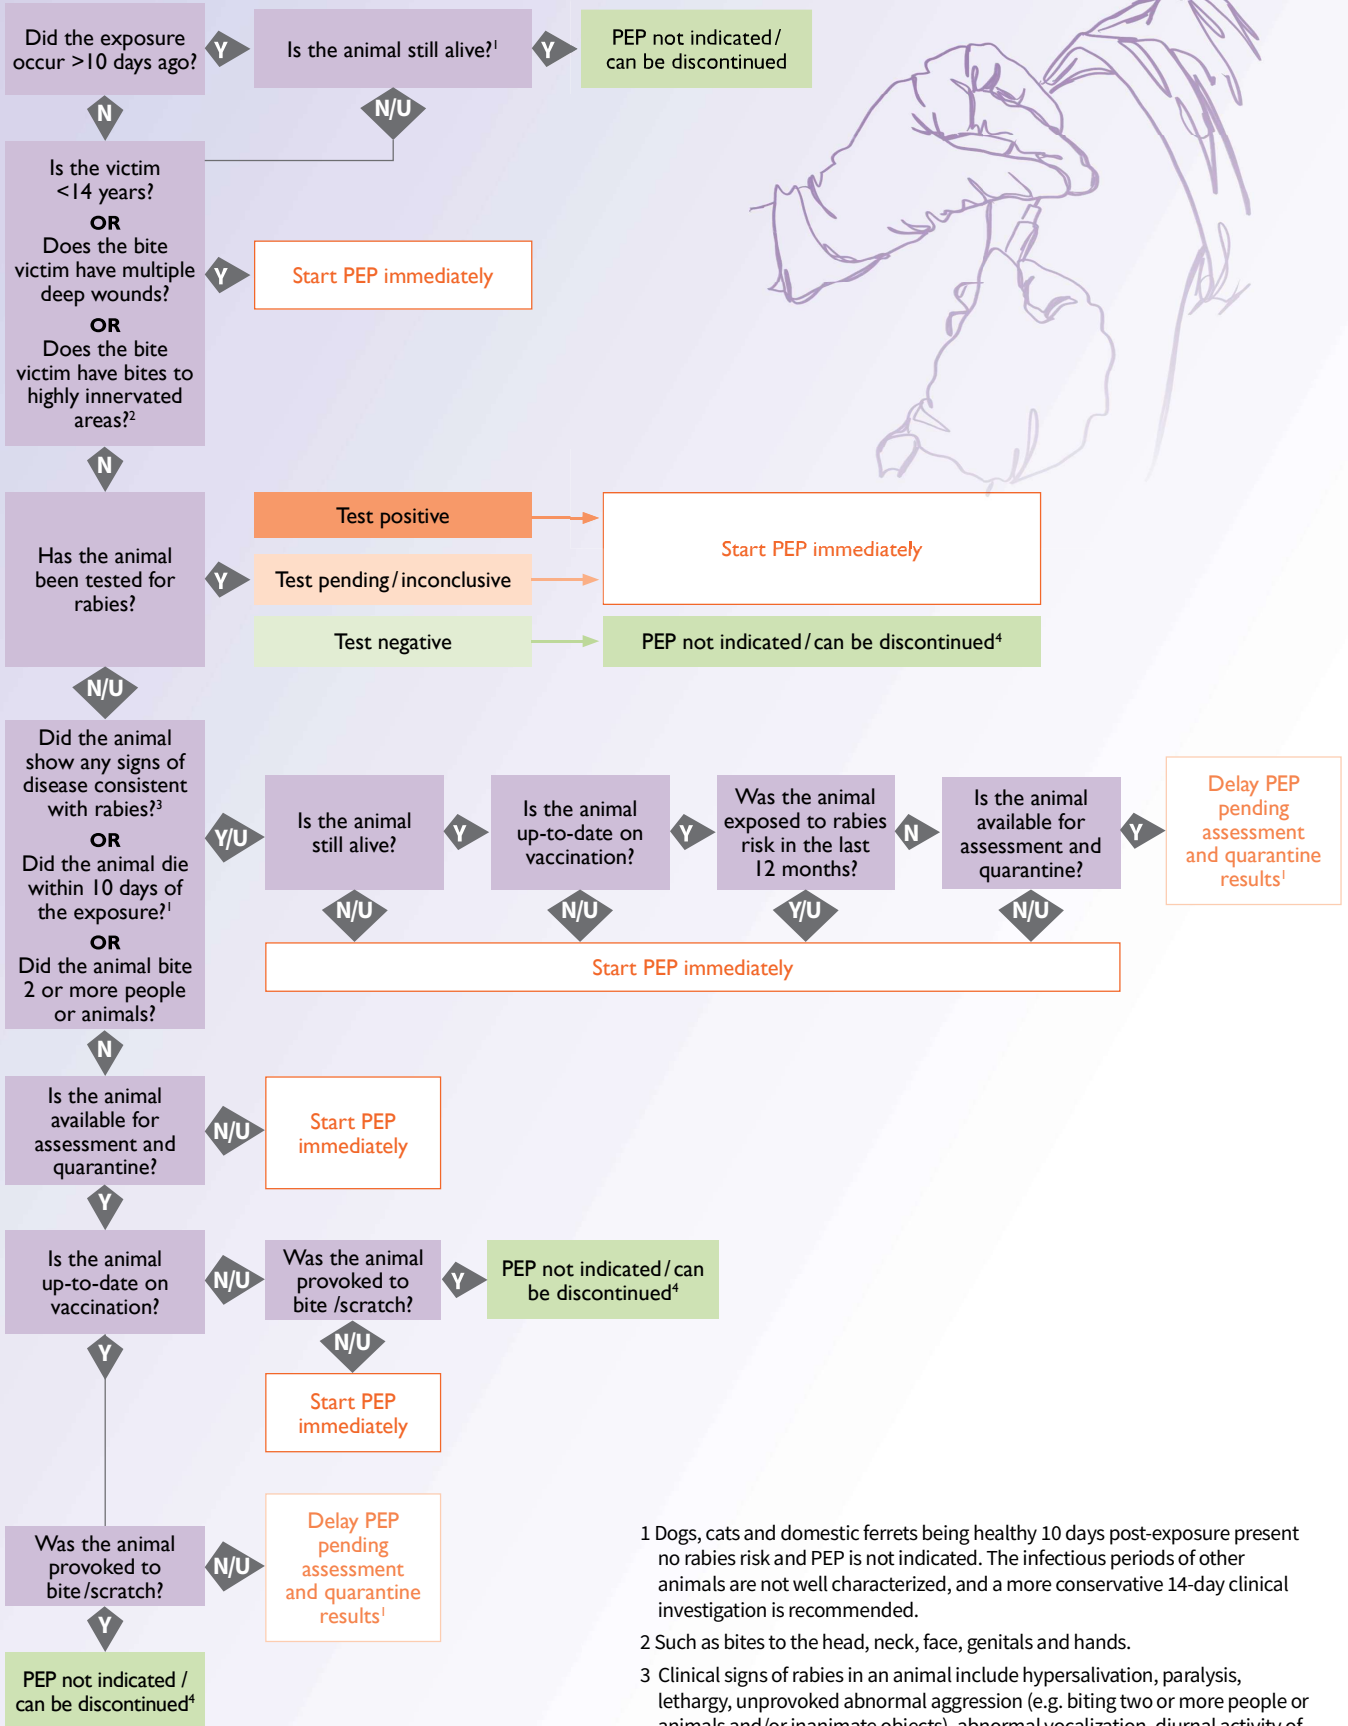 Did the exposure
occur >10 days ago?
Y
Is the animal still alive?¹
Y
PEP not indicated/
can be discontinued
N
N/U
Is the victim
<14 years?
OR
Does the bite
victim have multiple
deep wounds?
OR
Does the bite
victim have bites to
highly innervated
areas?²
Y
Start PEP immediately
N
Has the animal
been tested for
rabies?
Y
Test positive
Test pending/inconclusive
Start PEP immediately
Test negative
PEP not indicated/can be discontinued⁴
N/U
Did the animal
show any signs of
disease consistent
with rabies?³
OR
Did the animal die
within 10 days of
the exposure?¹
OR
Did the animal bite
2 or more people
or animals?
Y/U
Is the animal
still alive?
Y
Is the animal
up-to-date on
vaccination?
Y
Was the animal
exposed to rabies
risk in the last
12 months?
N
Is the animal
available for
assessment and
quarantine?
Y
Delay PEP
pending
assessment
and quarantine
results¹
N/U
N/U
Y/U
N/U
Start PEP immediately
N
Is the animal
available for
assessment and
quarantine?
N/U
Start PEP
immediately
Y
Is the animal
up-to-date on
vaccination?
N/U
Was the animal
provoked to
bite /scratch?
Y
PEP not indicated/can
be discontinued⁴
N/U
Start PEP
immediately
Y
Was the animal
provoked to
bite/scratch?
N/U
Delay PEP
pending
assessment
and quarantine
results¹
Y
PEP not indicated /
can be discontinued⁴
1 Dogs, cats and domestic ferrets being healthy 10 days post-exposure present
no rabies risk and PEP is not indicated. The infectious periods of other
animals are not well characterized, and a more conservative 14-day clinical
investigation is recommended.
2 Such as bites to the head, neck, face, genitals and hands.
3 Clinical signs of rabies in an animal include hypersalivation, paralysis,
lethargy, unprovoked abnormal aggression (e.g. biting two or more people or
animals and/or inanimate objects), abnormal vocalization, diurnal activity of